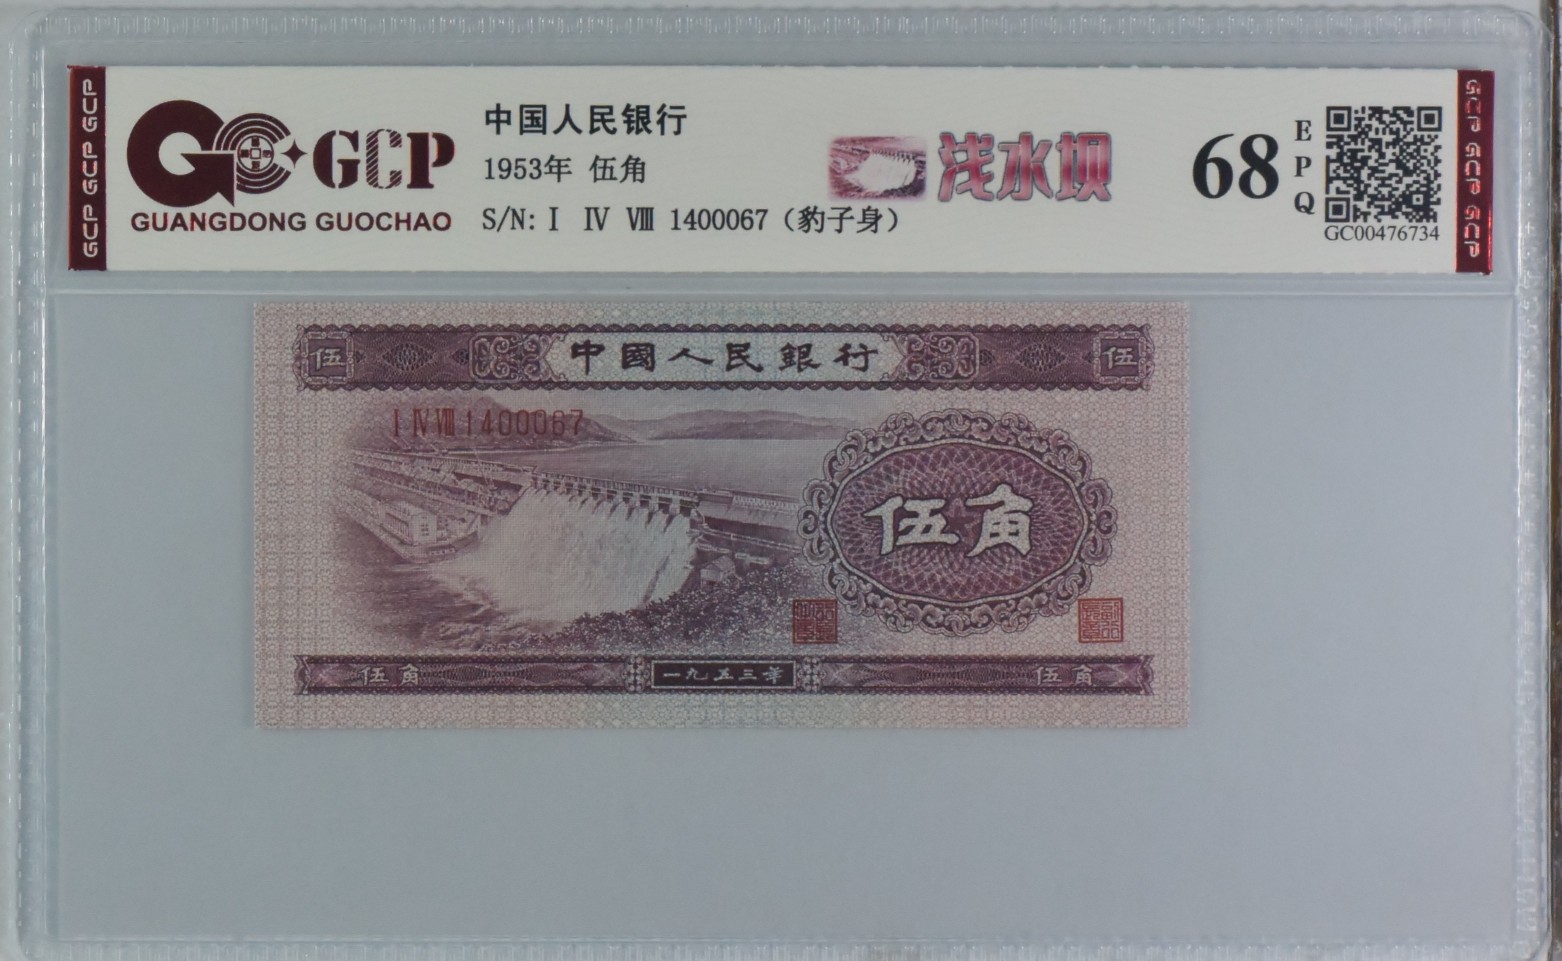 GCP GCP GCP
GCP
GUANGDONG GUOCHAO
中国人民银行
1953年 伍角
S/N: Ⅰ Ⅳ Ⅷ 1400067（豹子身）
浅水坝
68
EPQ
GC00476734
GCP GCP GCP
伍
中國人民銀行
伍
Ⅰ Ⅳ Ⅷ 1400067
伍角
伍角
一九五三年
伍角